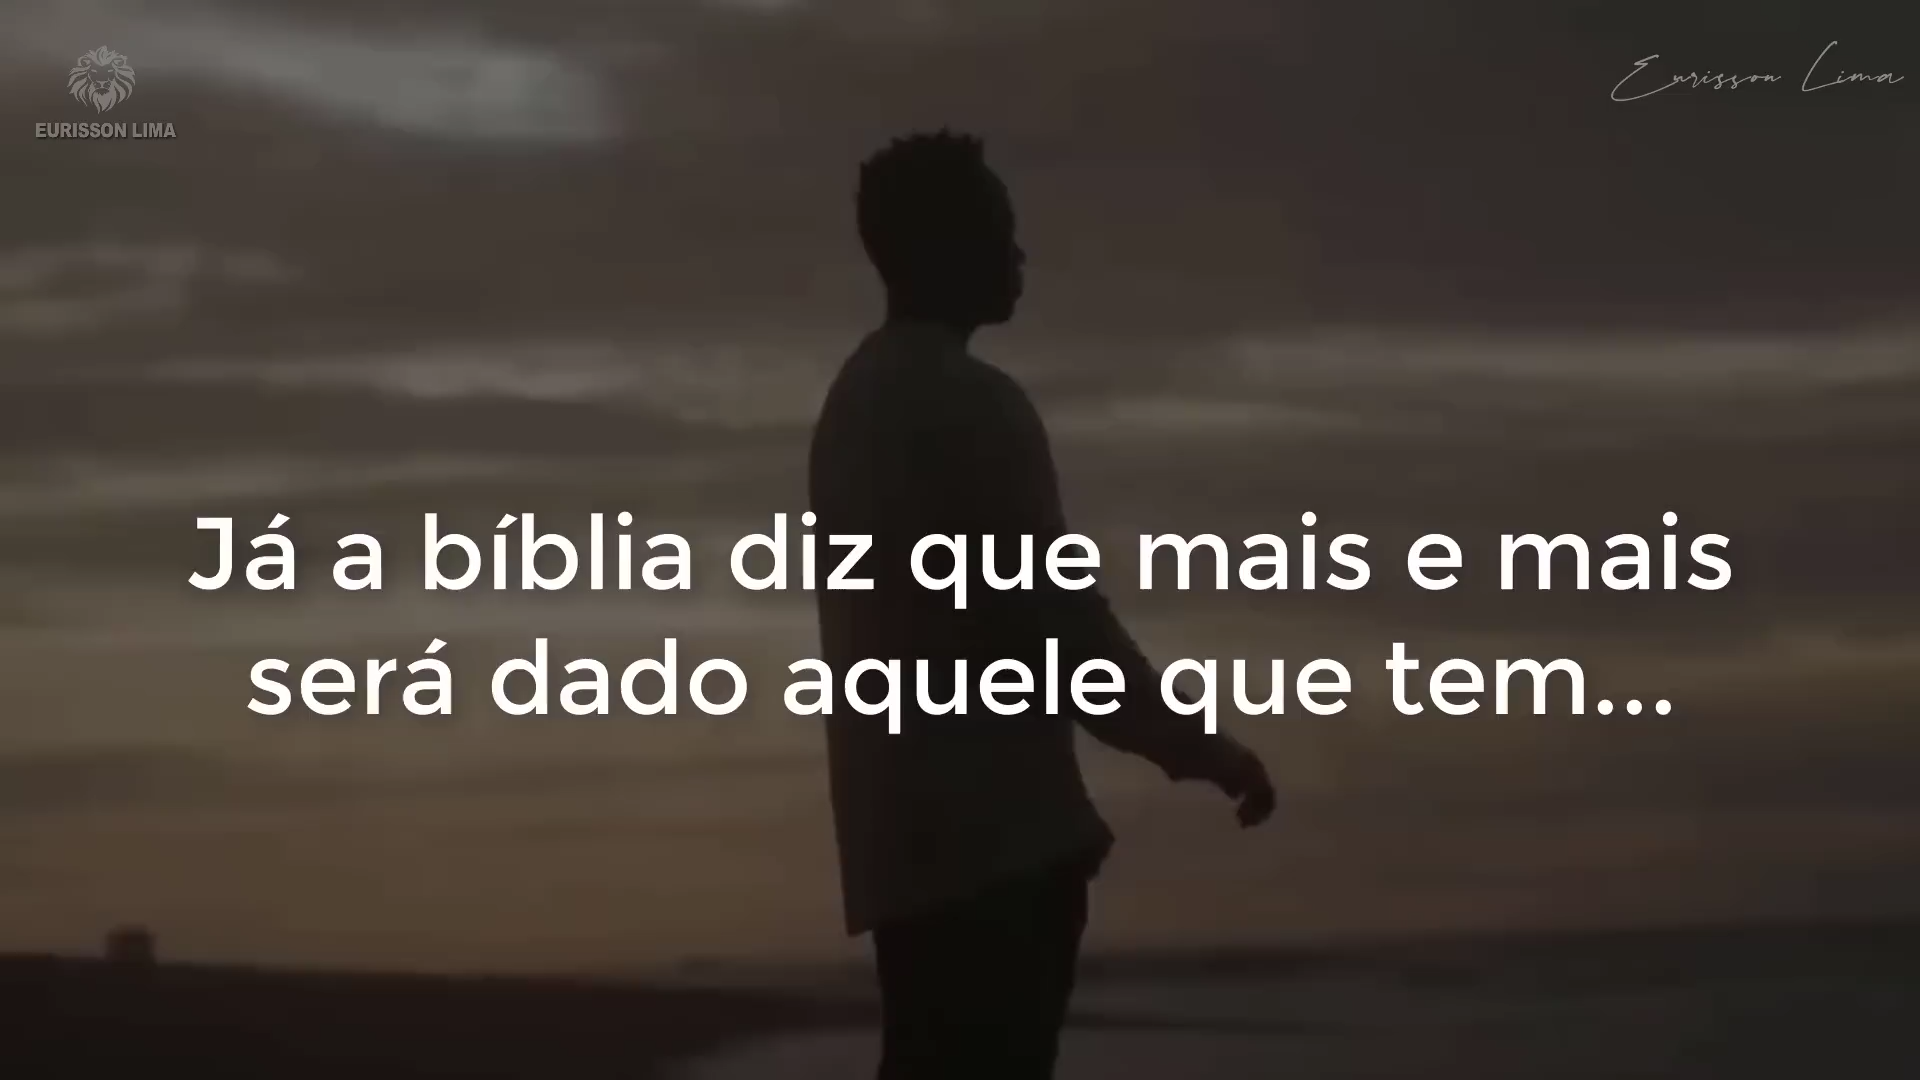 EURISSON LIMA
Eurisson Lima
Já a bíblia diz que mais e mais
será dado aquele que tem...